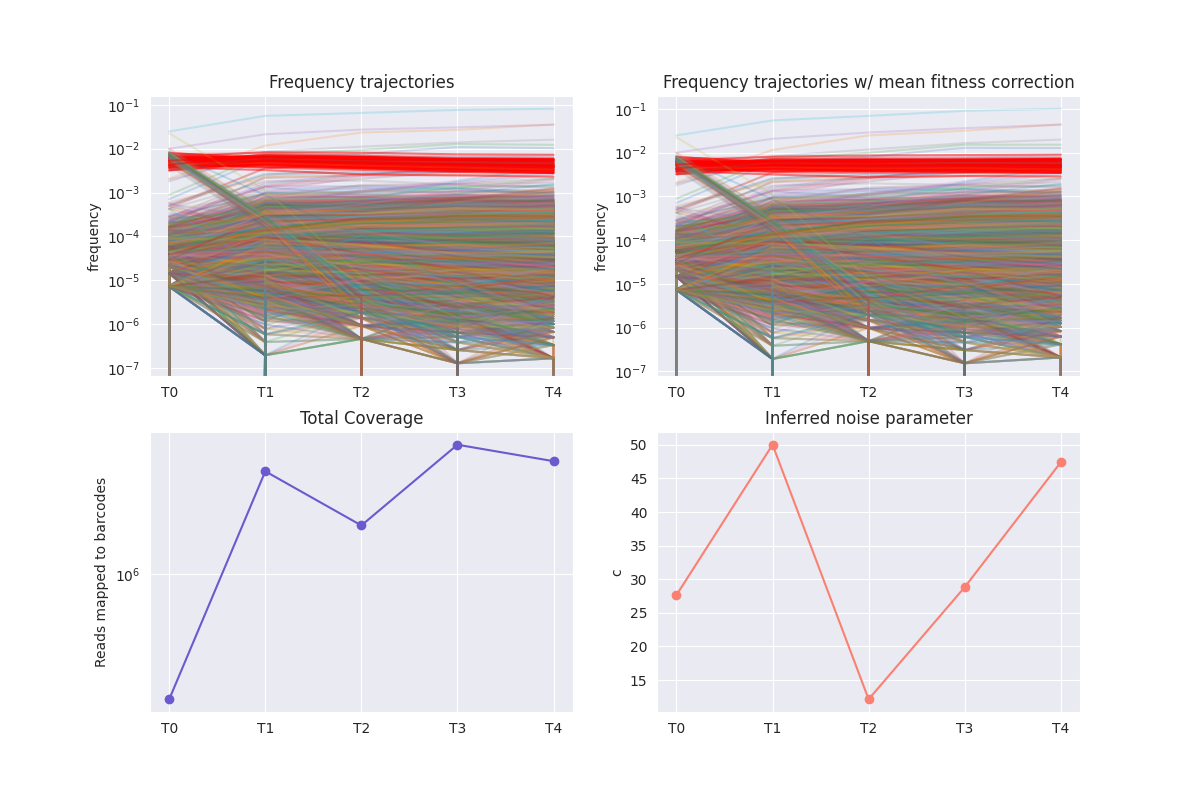 Frequency trajectories
frequency
10⁻¹
10⁻²
10⁻³
10⁻⁴
10⁻⁵
10⁻⁶
10⁻⁷
T0 T1 T2 T3 T4
Frequency trajectories w/ mean fitness correction
frequency
10⁻¹
10⁻²
10⁻³
10⁻⁴
10⁻⁵
10⁻⁶
10⁻⁷
T0 T1 T2 T3 T4
Total Coverage
Reads mapped to barcodes
10⁶
T0 T1 T2 T3 T4
Inferred noise parameter
c
50
45
40
35
30
25
20
15
T0 T1 T2 T3 T4